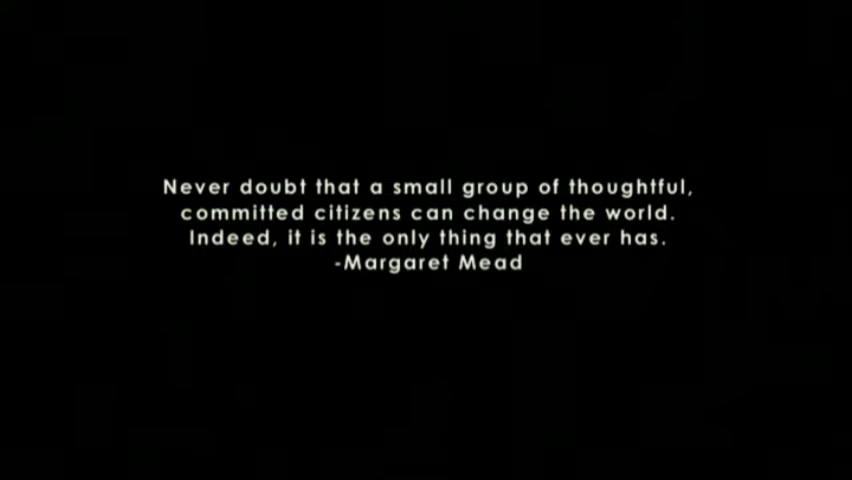 Never doubt that a small group of thoughtful,
committed citizens can change the world.
Indeed, it is the only thing that ever has.
-Margaret Mead